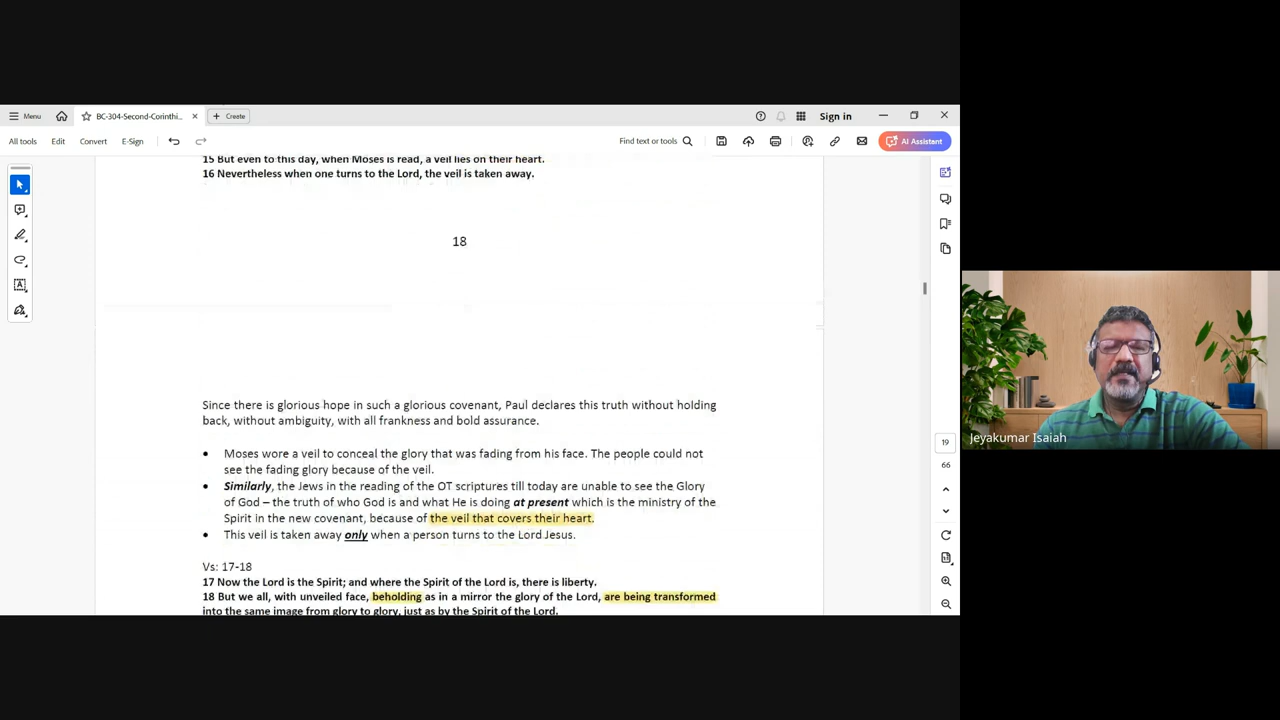 Menu
BC-304-Second-Corinthi...
Create
Sign in
All tools
Edit
Convert
E-Sign
Find text or tools
AI Assistant
15 But even to this day, when Moses is read, a veil lies on their heart.
16 Nevertheless when one turns to the Lord, the veil is taken away.
18
Since there is glorious hope in such a glorious covenant, Paul declares this truth without holding
back, without ambiguity, with all frankness and bold assurance.
• Moses wore a veil to conceal the glory that was fading from his face. The people could not
see the fading glory because of the veil.
• Similarly, the Jews in the reading of the OT scriptures till today are unable to see the Glory
of God – the truth of who God is and what He is doing at present which is the ministry of the
Spirit in the new covenant, because of the veil that covers their heart.
• This veil is taken away only when a person turns to the Lord Jesus.
Vs: 17-18
17 Now the Lord is the Spirit; and where the Spirit of the Lord is, there is liberty.
18 But we all, with unveiled face, beholding as in a mirror the glory of the Lord, are being transformed
into the same image from glory to glory, just as by the Spirit of the Lord.
19
66
Jeyakumar Isaiah